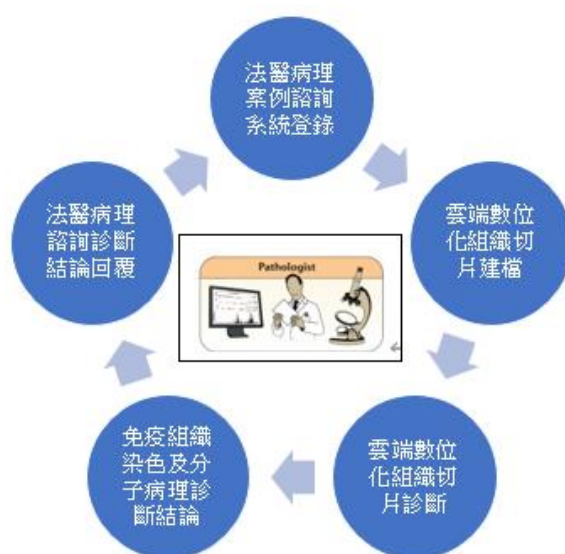 法醫病理
案例諮詢
系統登錄
雲端數位
化組織切
片建檔
雲端數位
化組織切
片診斷
免疫組織
染色及分
子病理診
斷結論
法醫病理
諮詢診斷
結論回覆
Pathologist